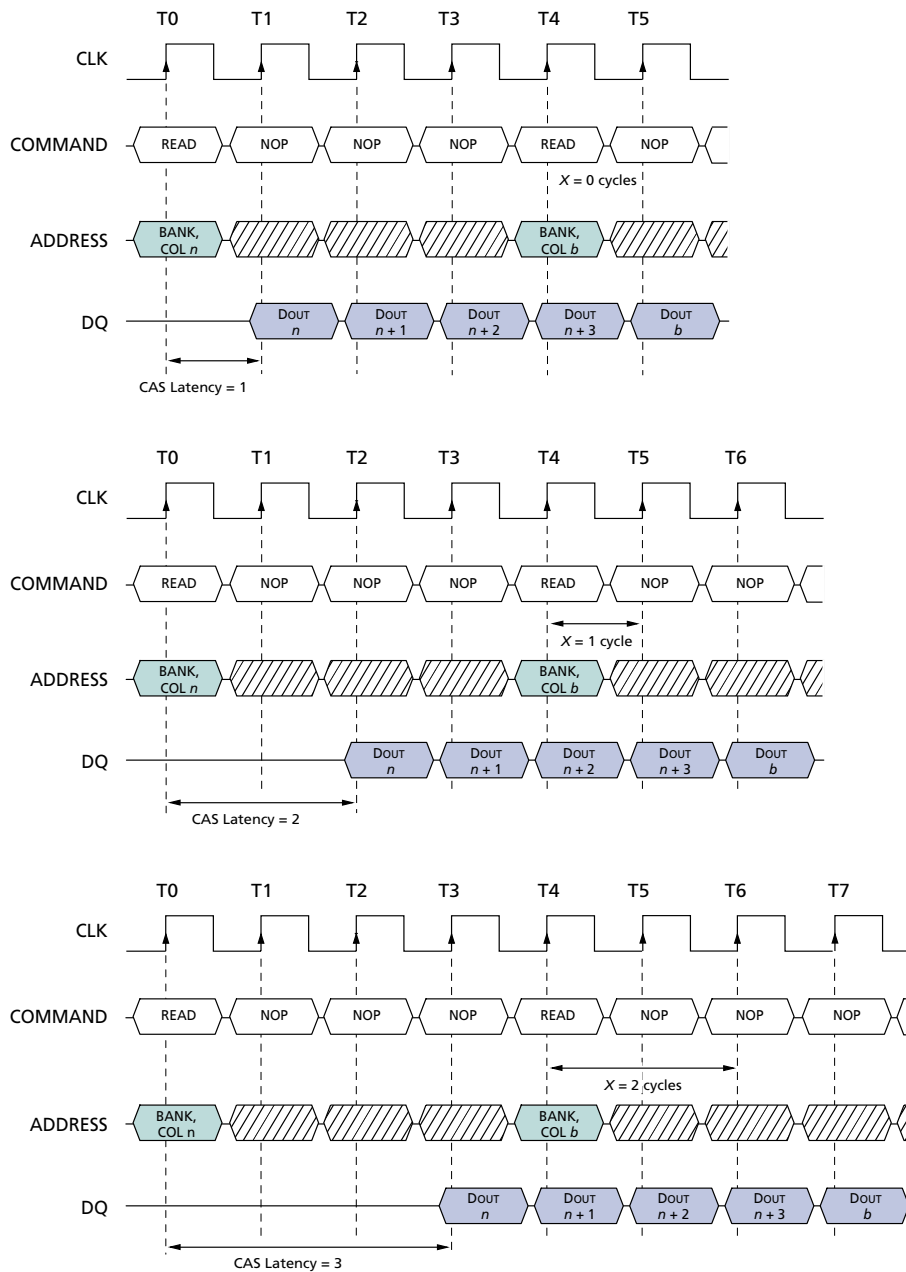 T0 T1 T2 T3 T4 T5
CLK
COMMAND READ NOP NOP NOP READ NOP
X = 0 cycles
ADDRESS BANK, COL n BANK, COL b
DQ DOUT n DOUT n + 1 DOUT n + 2 DOUT n + 3 DOUT b
CAS Latency = 1
T0 T1 T2 T3 T4 T5 T6
CLK
COMMAND READ NOP NOP NOP READ NOP NOP
X = 1 cycle
ADDRESS BANK, COL n BANK, COL b
DQ DOUT n DOUT n + 1 DOUT n + 2 DOUT n + 3 DOUT b
CAS Latency = 2
T0 T1 T2 T3 T4 T5 T6 T7
CLK
COMMAND READ NOP NOP NOP READ NOP NOP NOP
X = 2 cycles
ADDRESS BANK, COL n BANK, COL b
DQ DOUT n DOUT n + 1 DOUT n + 2 DOUT n + 3 DOUT b
CAS Latency = 3